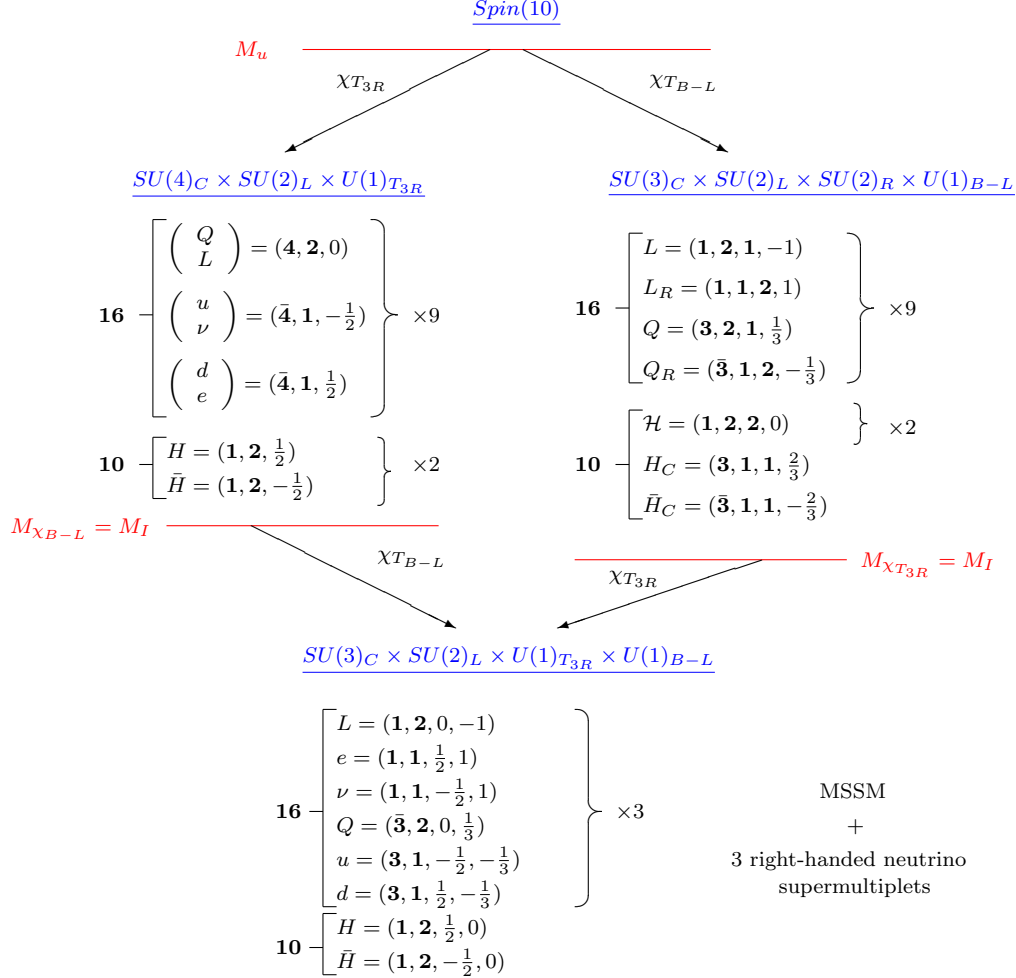 Spin(10)
M_u
χ_{T_{3R}}
χ_{T_{B−L}}
SU(4)_C × SU(2)_L × U(1)_{T_{3R}}
SU(3)_C × SU(2)_L × SU(2)_R × U(1)_{B−L}
16
( Q
L ) = (4, 2, 0)
( u
ν ) = (4̄, 1, −1/2)
( d
e ) = (4̄, 1, 1/2)
×9
10
H = (1, 2, 1/2)
H̄ = (1, 2, −1/2)
×2
16
L = (1, 2, 1, −1)
L_R = (1, 1, 2, 1)
Q = (3, 2, 1, 1/3)
Q_R = (3̄, 1, 2, −1/3)
×9
10
ℋ = (1, 2, 2, 0)
×2
H_C = (3, 1, 1, 2/3)
H̄_C = (3̄, 1, 1, −2/3)
M_{χ_{B−L}} = M_I
χ_{T_{B−L}}
χ_{T_{3R}}
M_{χ_{T_{3R}}} = M_I
SU(3)_C × SU(2)_L × U(1)_{T_{3R}} × U(1)_{B−L}
16
L = (1, 2, 0, −1)
e = (1, 1, 1/2, 1)
ν = (1, 1, −1/2, 1)
Q = (3̄, 2, 0, 1/3)
u = (3, 1, −1/2, −1/3)
d = (3, 1, 1/2, −1/3)
×3
10
H = (1, 2, 1/2, 0)
H̄ = (1, 2, −1/2, 0)
MSSM
+
3 right-handed neutrino
supermultiplets